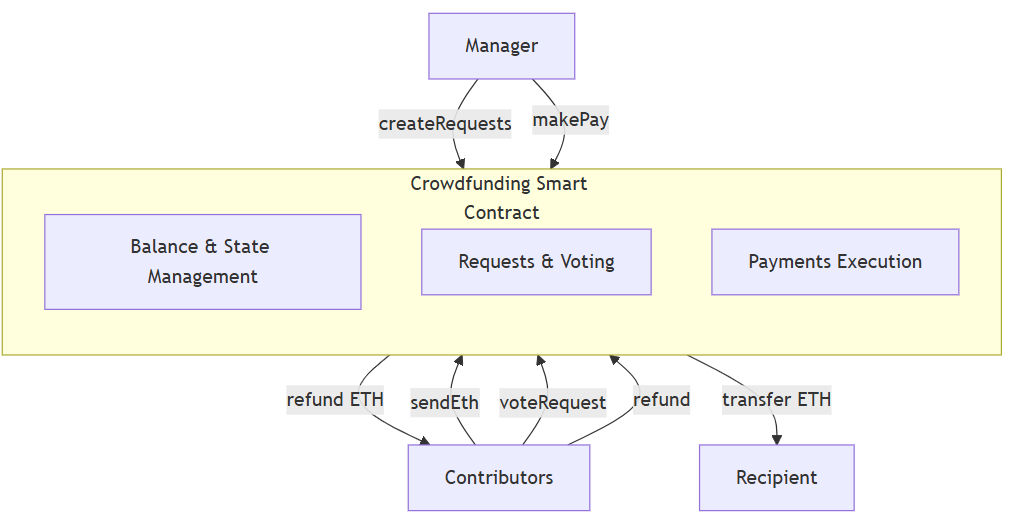 Manager
createRequests
makePay
Crowdfunding Smart
Contract
Balance & State
Management
Requests & Voting
Payments Execution
refund ETH
sendEth
voteRequest
refund
transfer ETH
Contributors
Recipient